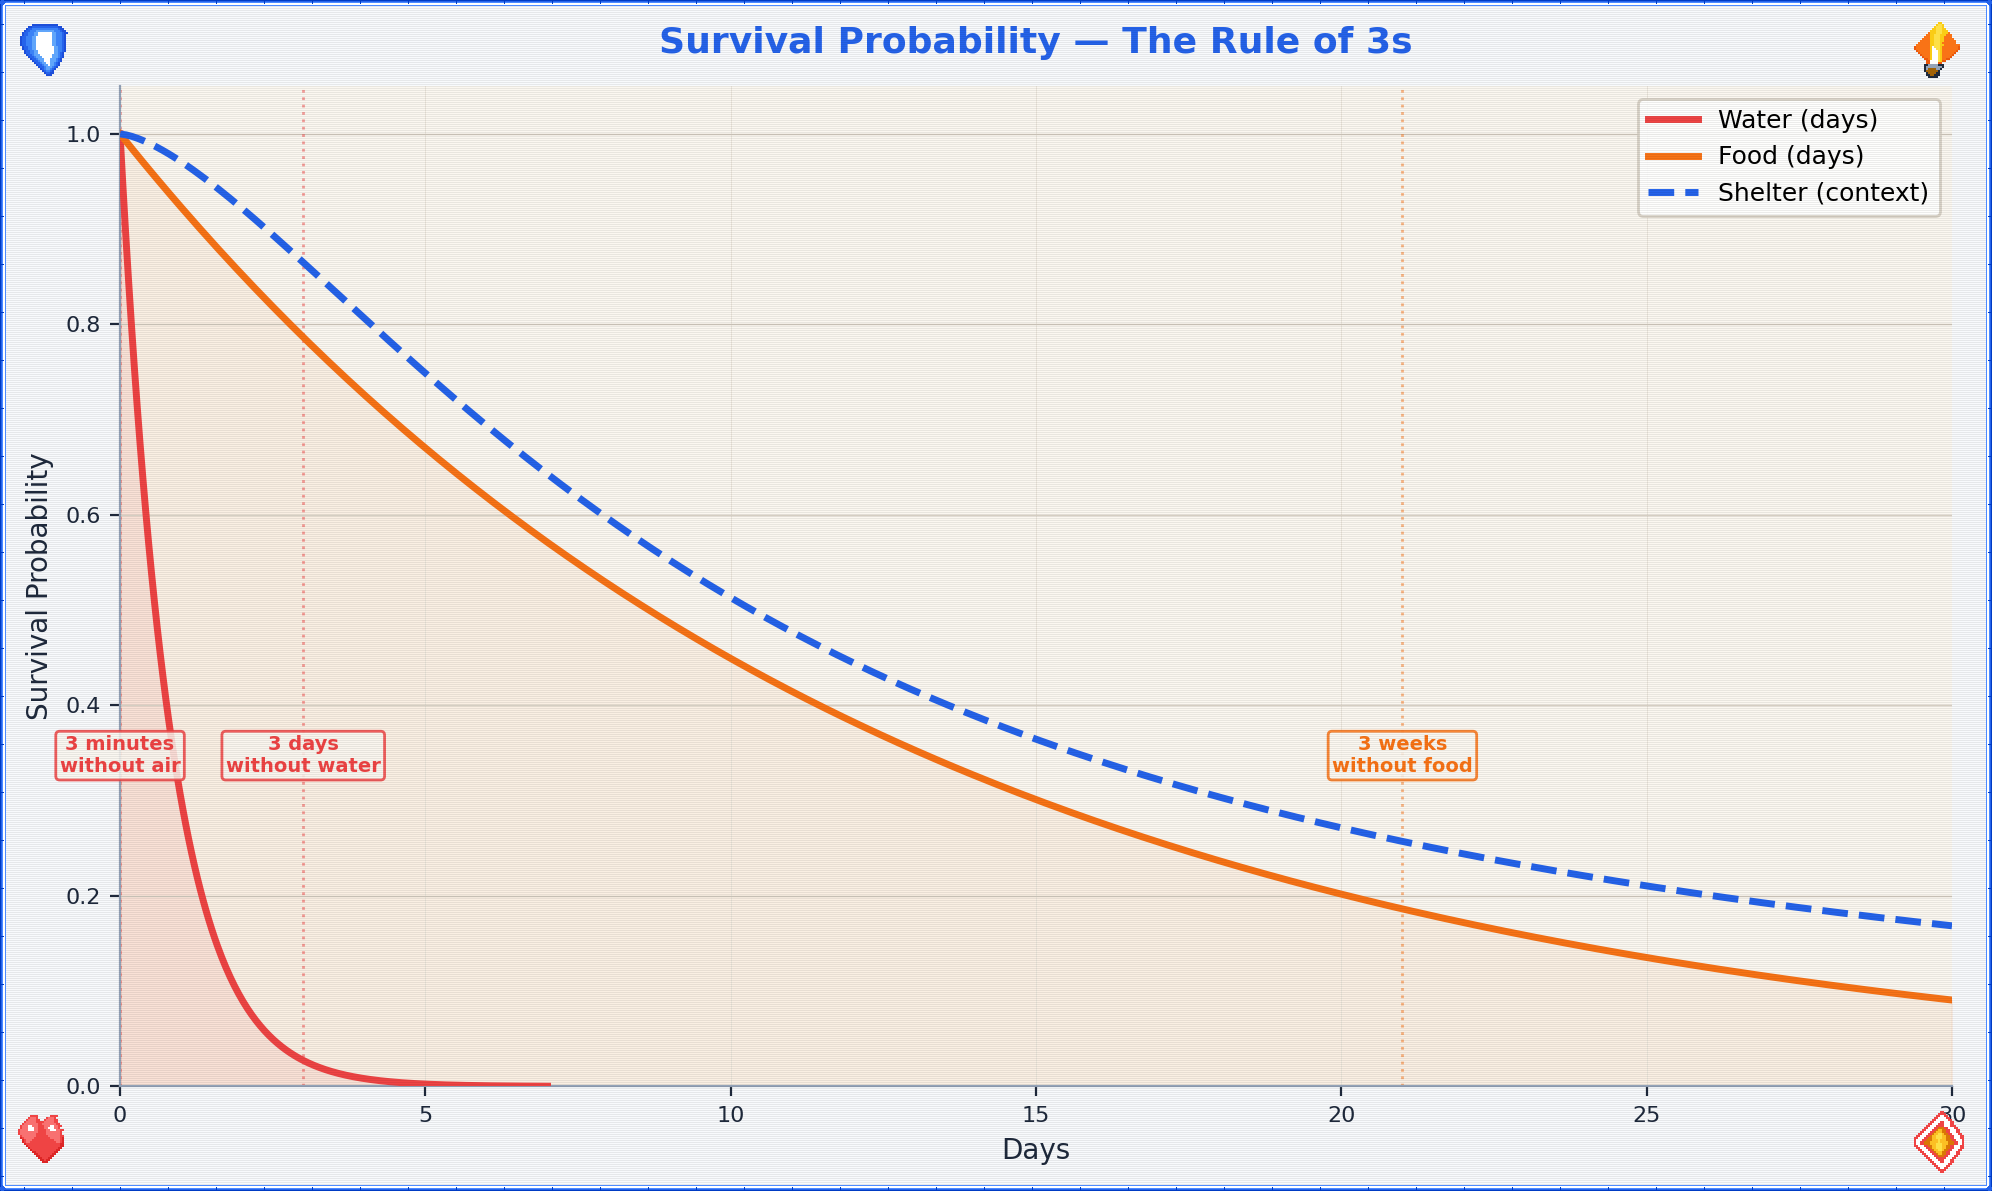 Survival Probability — The Rule of 3s
Water (days)
Food (days)
Shelter (context)
Survival Probability
1.0
0.8
0.6
0.4
0.2
0.0
3 minutes
without air
3 days
without water
3 weeks
without food
0 5 10 15 20 25 30
Days